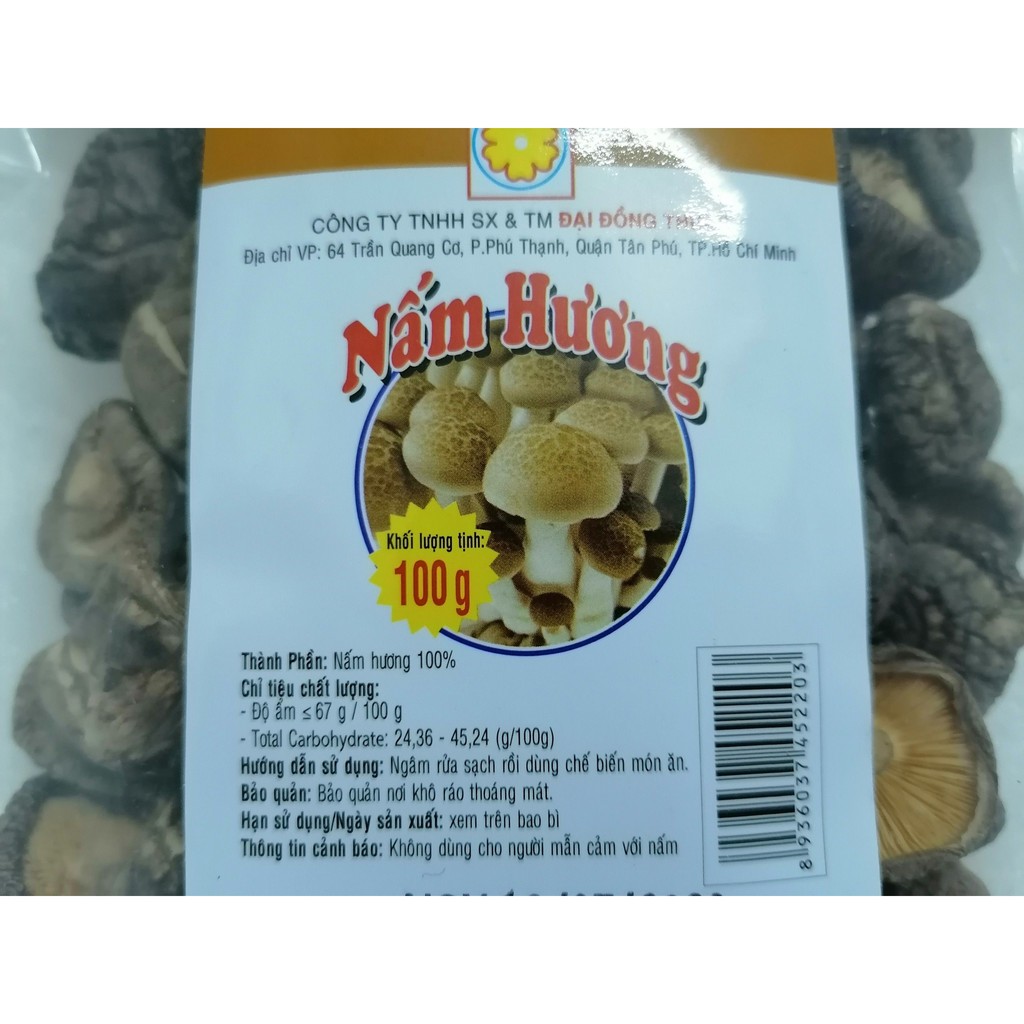 CÔNG TY TNHH SX & TM ĐẠI ĐỒNG
Địa chỉ VP: 64 Trần Quang Cơ, P.Phú Thạnh, Quận Tân Phú, TP.Hồ Chí Minh
Nấm Hương
Khối lượng tịnh:
100 g
Thành Phần: Nấm hương 100%
Chỉ tiêu chất lượng:
- Độ ẩm ≤ 67 g / 100 g
- Total Carbohydrate: 24,36 - 45,24 (g/100g)
Hướng dẫn sử dụng: Ngâm rửa sạch rồi dùng chế biến món ăn.
Bảo quản: Bảo quản nơi khô ráo thoáng mát.
Hạn sử dụng/Ngày sản xuất: xem trên bao bì
Thông tin cảnh báo: Không dùng cho người mẫn cảm với nấm
8 936037 452203